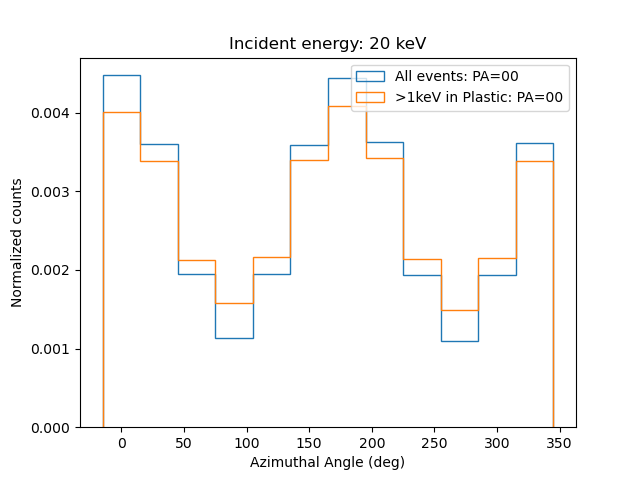 Incident energy: 20 keV
All events: PA=00
>1keV in Plastic: PA=00
Normalized counts
0.004
0.003
0.002
0.001
0.000
0 50 100 150 200 250 300 350
Azimuthal Angle (deg)